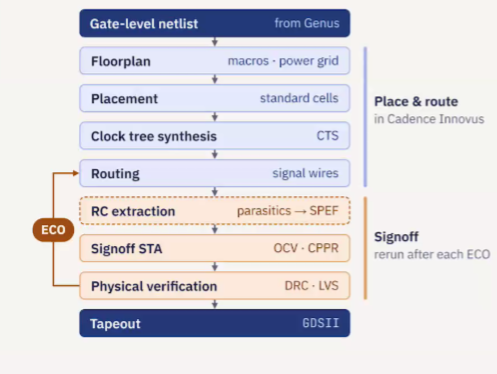 Gate-level netlist from Genus
Floorplan macros · power grid
Placement standard cells
Clock tree synthesis CTS
Routing signal wires
Place & route
in Cadence Innovus
RC extraction parasitics → SPEF
Signoff STA OCV · CPPR
Physical verification DRC · LVS
ECO
Signoff
rerun after each ECO
Tapeout GDSII